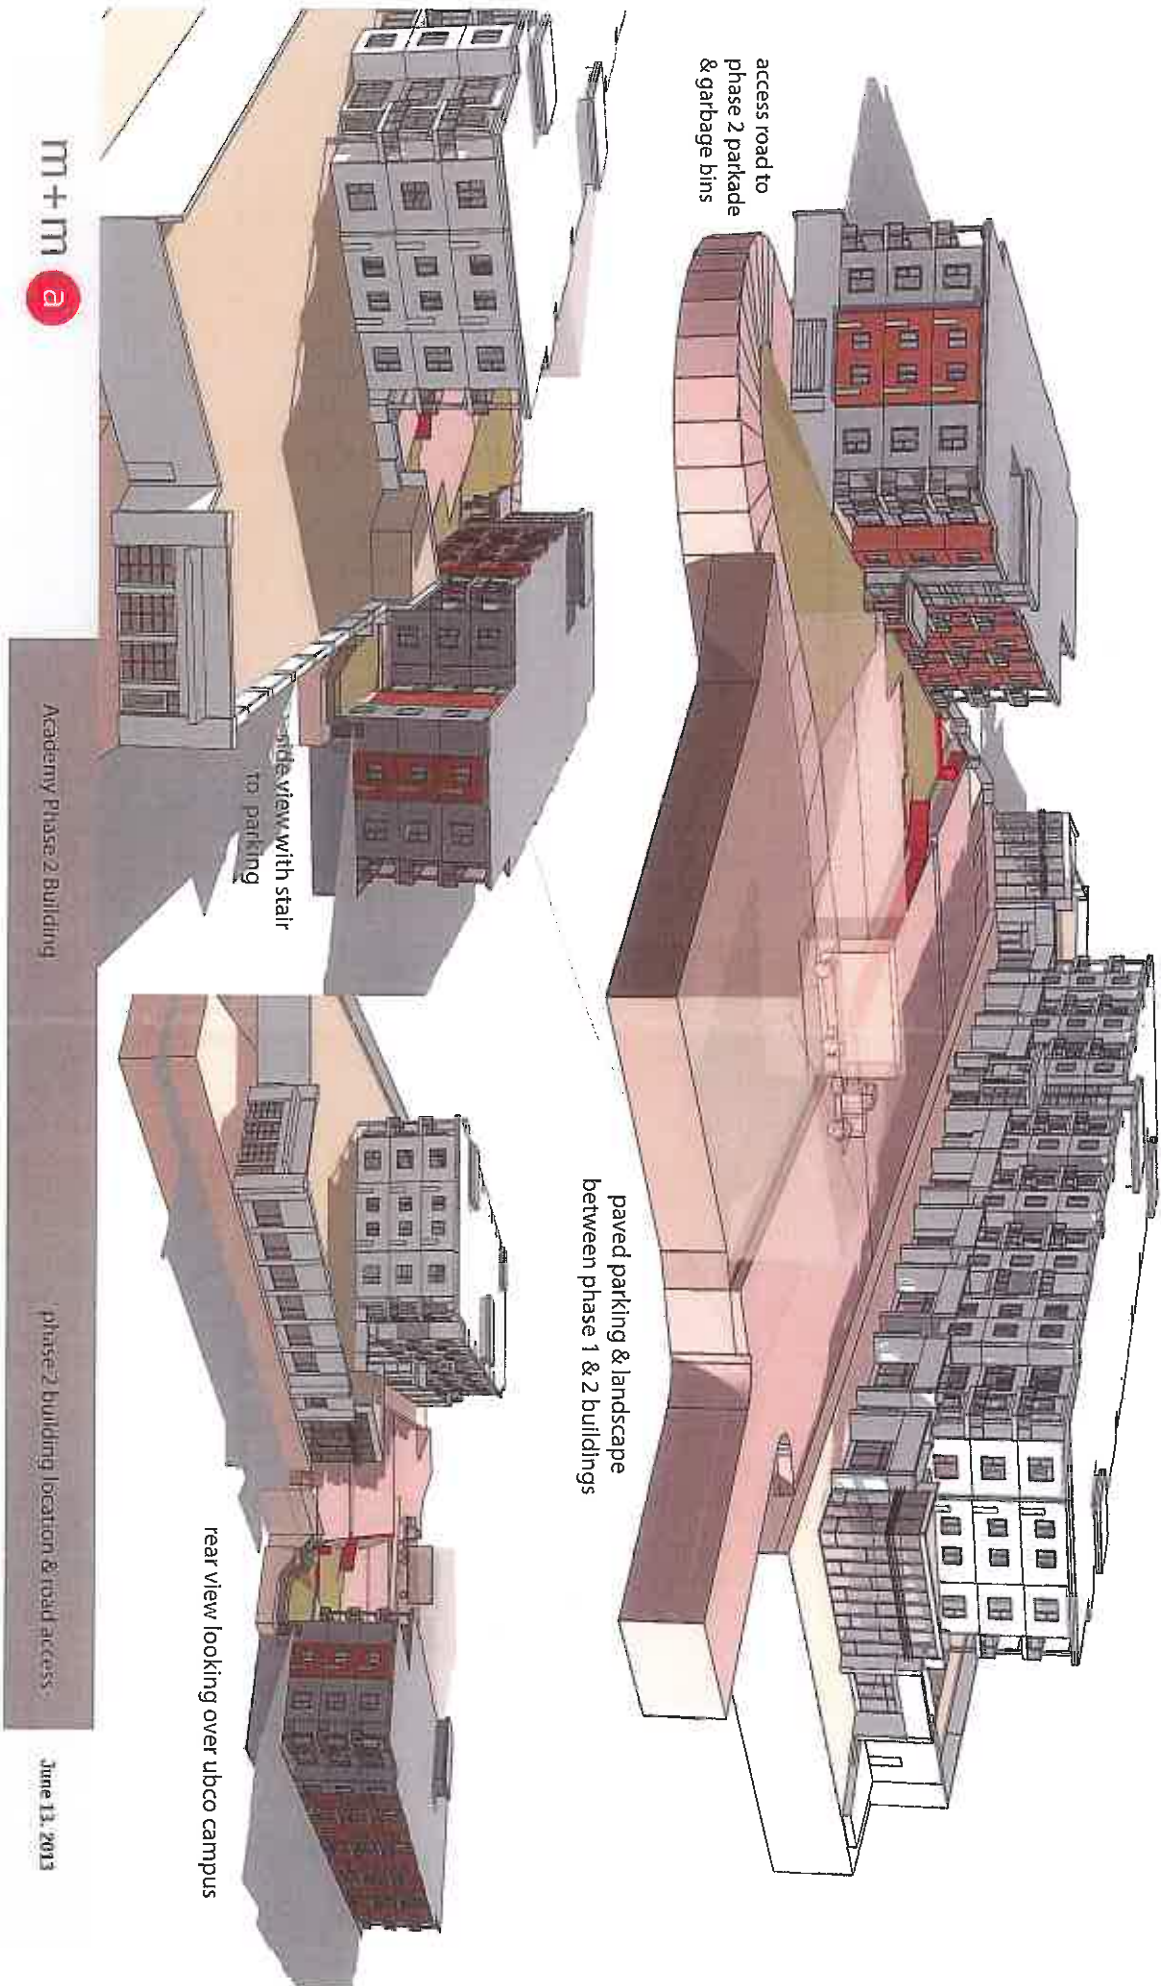 access road to
phase 2 parkade
& garbage bins
paved parking & landscape
between phase 1 & 2 buildings
side view with stair
to parking
rear view looking over ubco campus
m+m a
Academy Phase 2 Building
phase 2 building location & road access
June 13, 2013